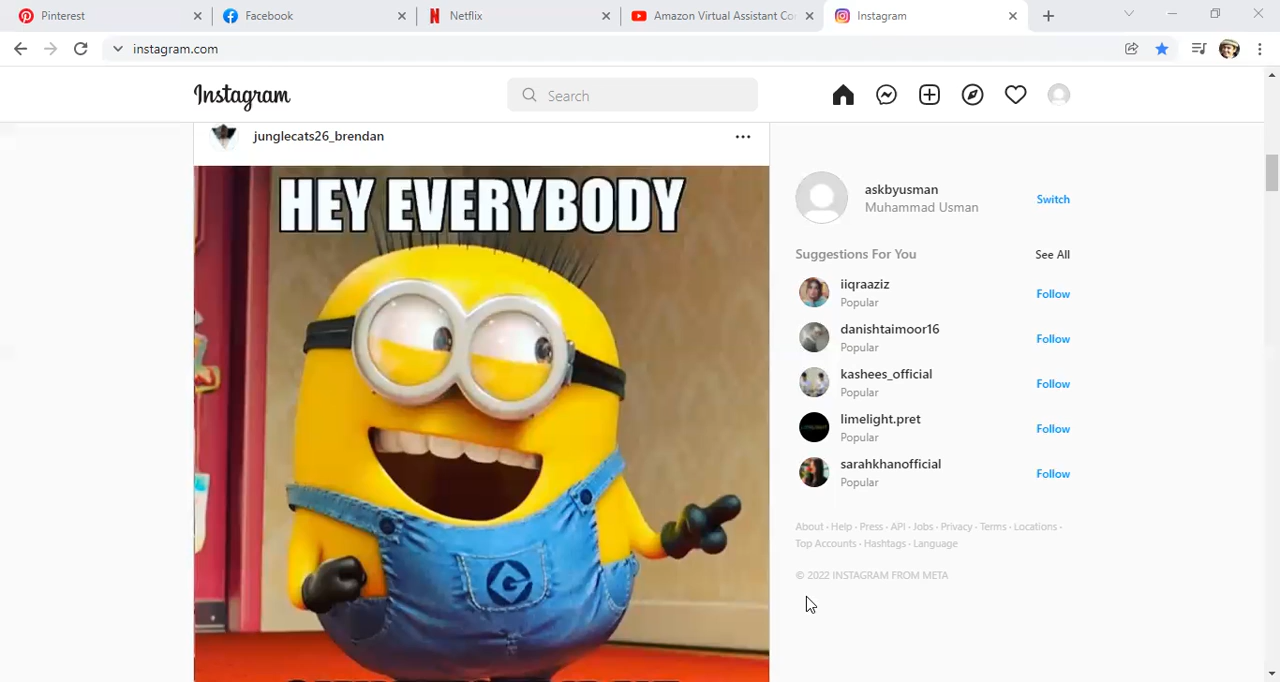 Pinterest
Facebook
Netflix
Amazon Virtual Assistant Co
Instagram
instagram.com
Instagram
Search
junglecats26_brendan
HEY EVERYBODY
askbyusman
Muhammad Usman
Switch
Suggestions For You
See All
iiqraaziz
Popular
Follow
danishtaimoor16
Popular
Follow
kashees_official
Popular
Follow
limelight.pret
Popular
Follow
sarahkhanofficial
Popular
Follow
About · Help · Press · API · Jobs · Privacy · Terms · Locations ·
Top Accounts · Hashtags · Language
© 2022 INSTAGRAM FROM META